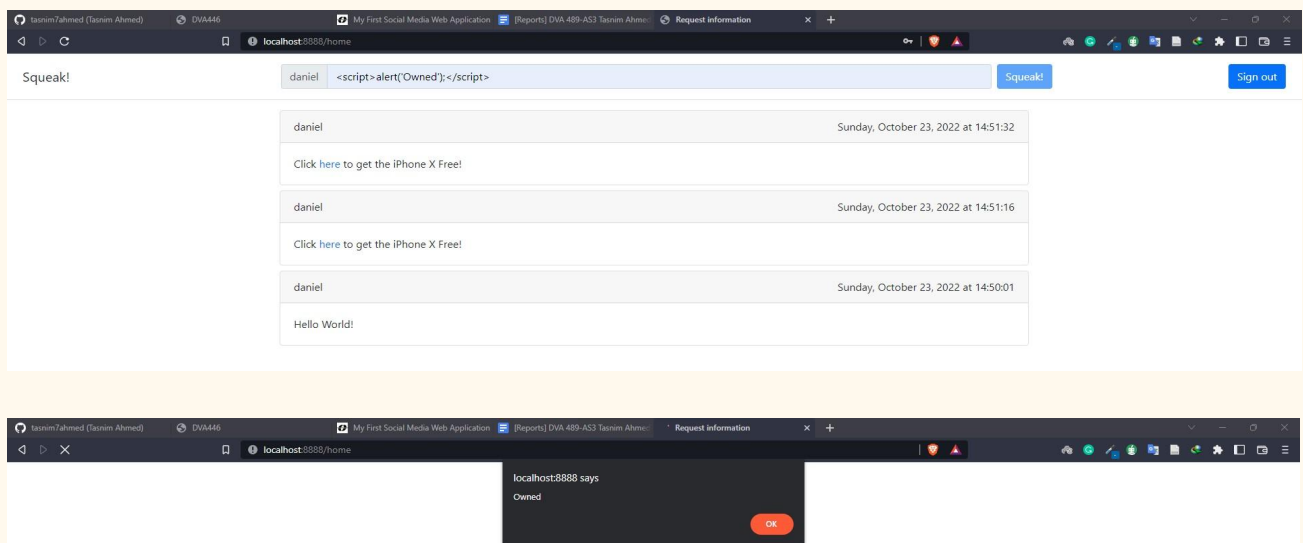 tasnim7ahmed (Tasnim Ahmed) DVA446 My First Social Media Web Application [Reports] DVA 489-AS3 Tasnim Ahme Request information
localhost:8888/home
Squeak! daniel <script>alert('Owned');</script> Squeak! Sign out
daniel Sunday, October 23, 2022 at 14:51:32
Click here to get the iPhone X Free!
daniel Sunday, October 23, 2022 at 14:51:16
Click here to get the iPhone X Free!
daniel Sunday, October 23, 2022 at 14:50:01
Hello World!
tasnim7ahmed (Tasnim Ahmed) DVA446 My First Social Media Web Application [Reports] DVA 489-AS3 Tasnim Ahme Request information
localhost:8888/home
localhost:8888 says
Owned
OK